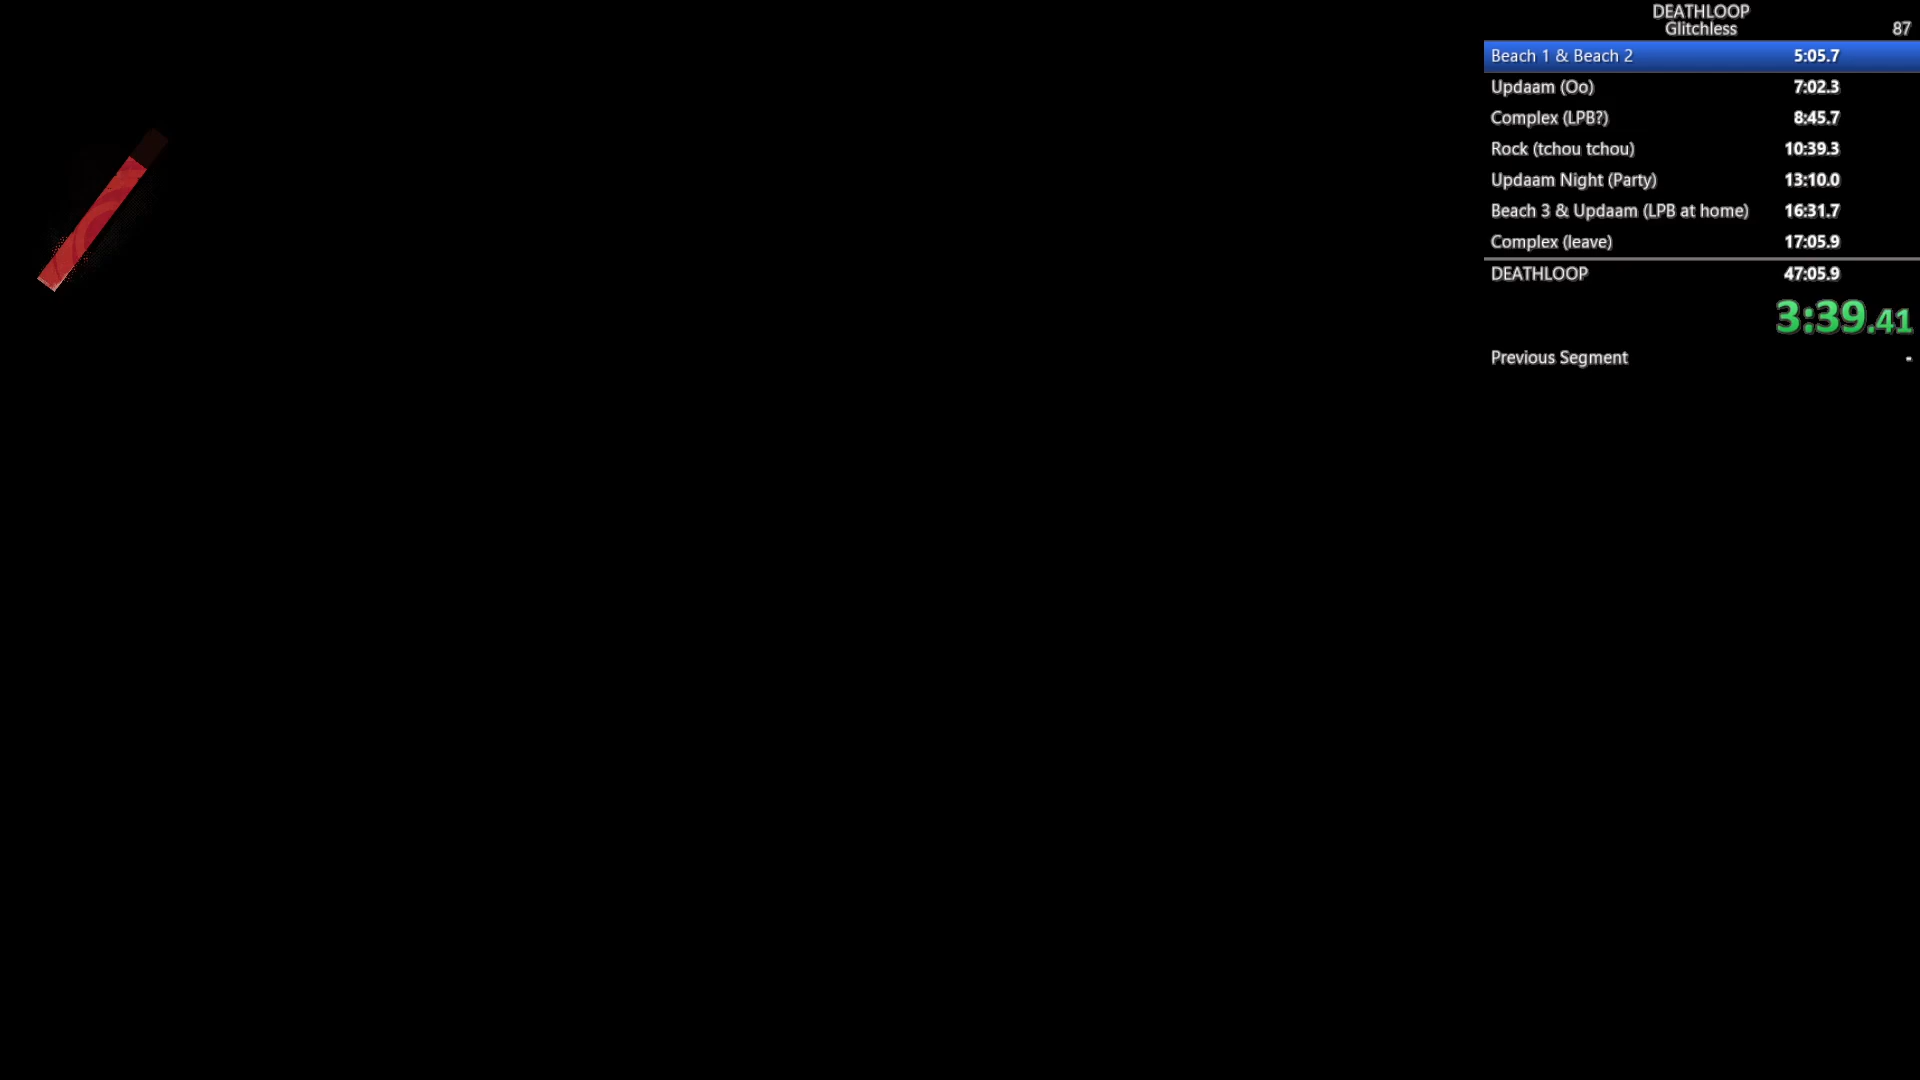 DEATHLOOP
Glitchless 87
Beach 1 & Beach 2 5:05.7
Updaam (Oo) 7:02.3
Complex (LPB?) 8:45.7
Rock (tchou tchou) 10:39.3
Updaam Night (Party) 13:10.0
Beach 3 & Updaam (LPB at home) 16:31.7
Complex (leave) 17:05.9
DEATHLOOP 47:05.9
3:39.41
Previous Segment -